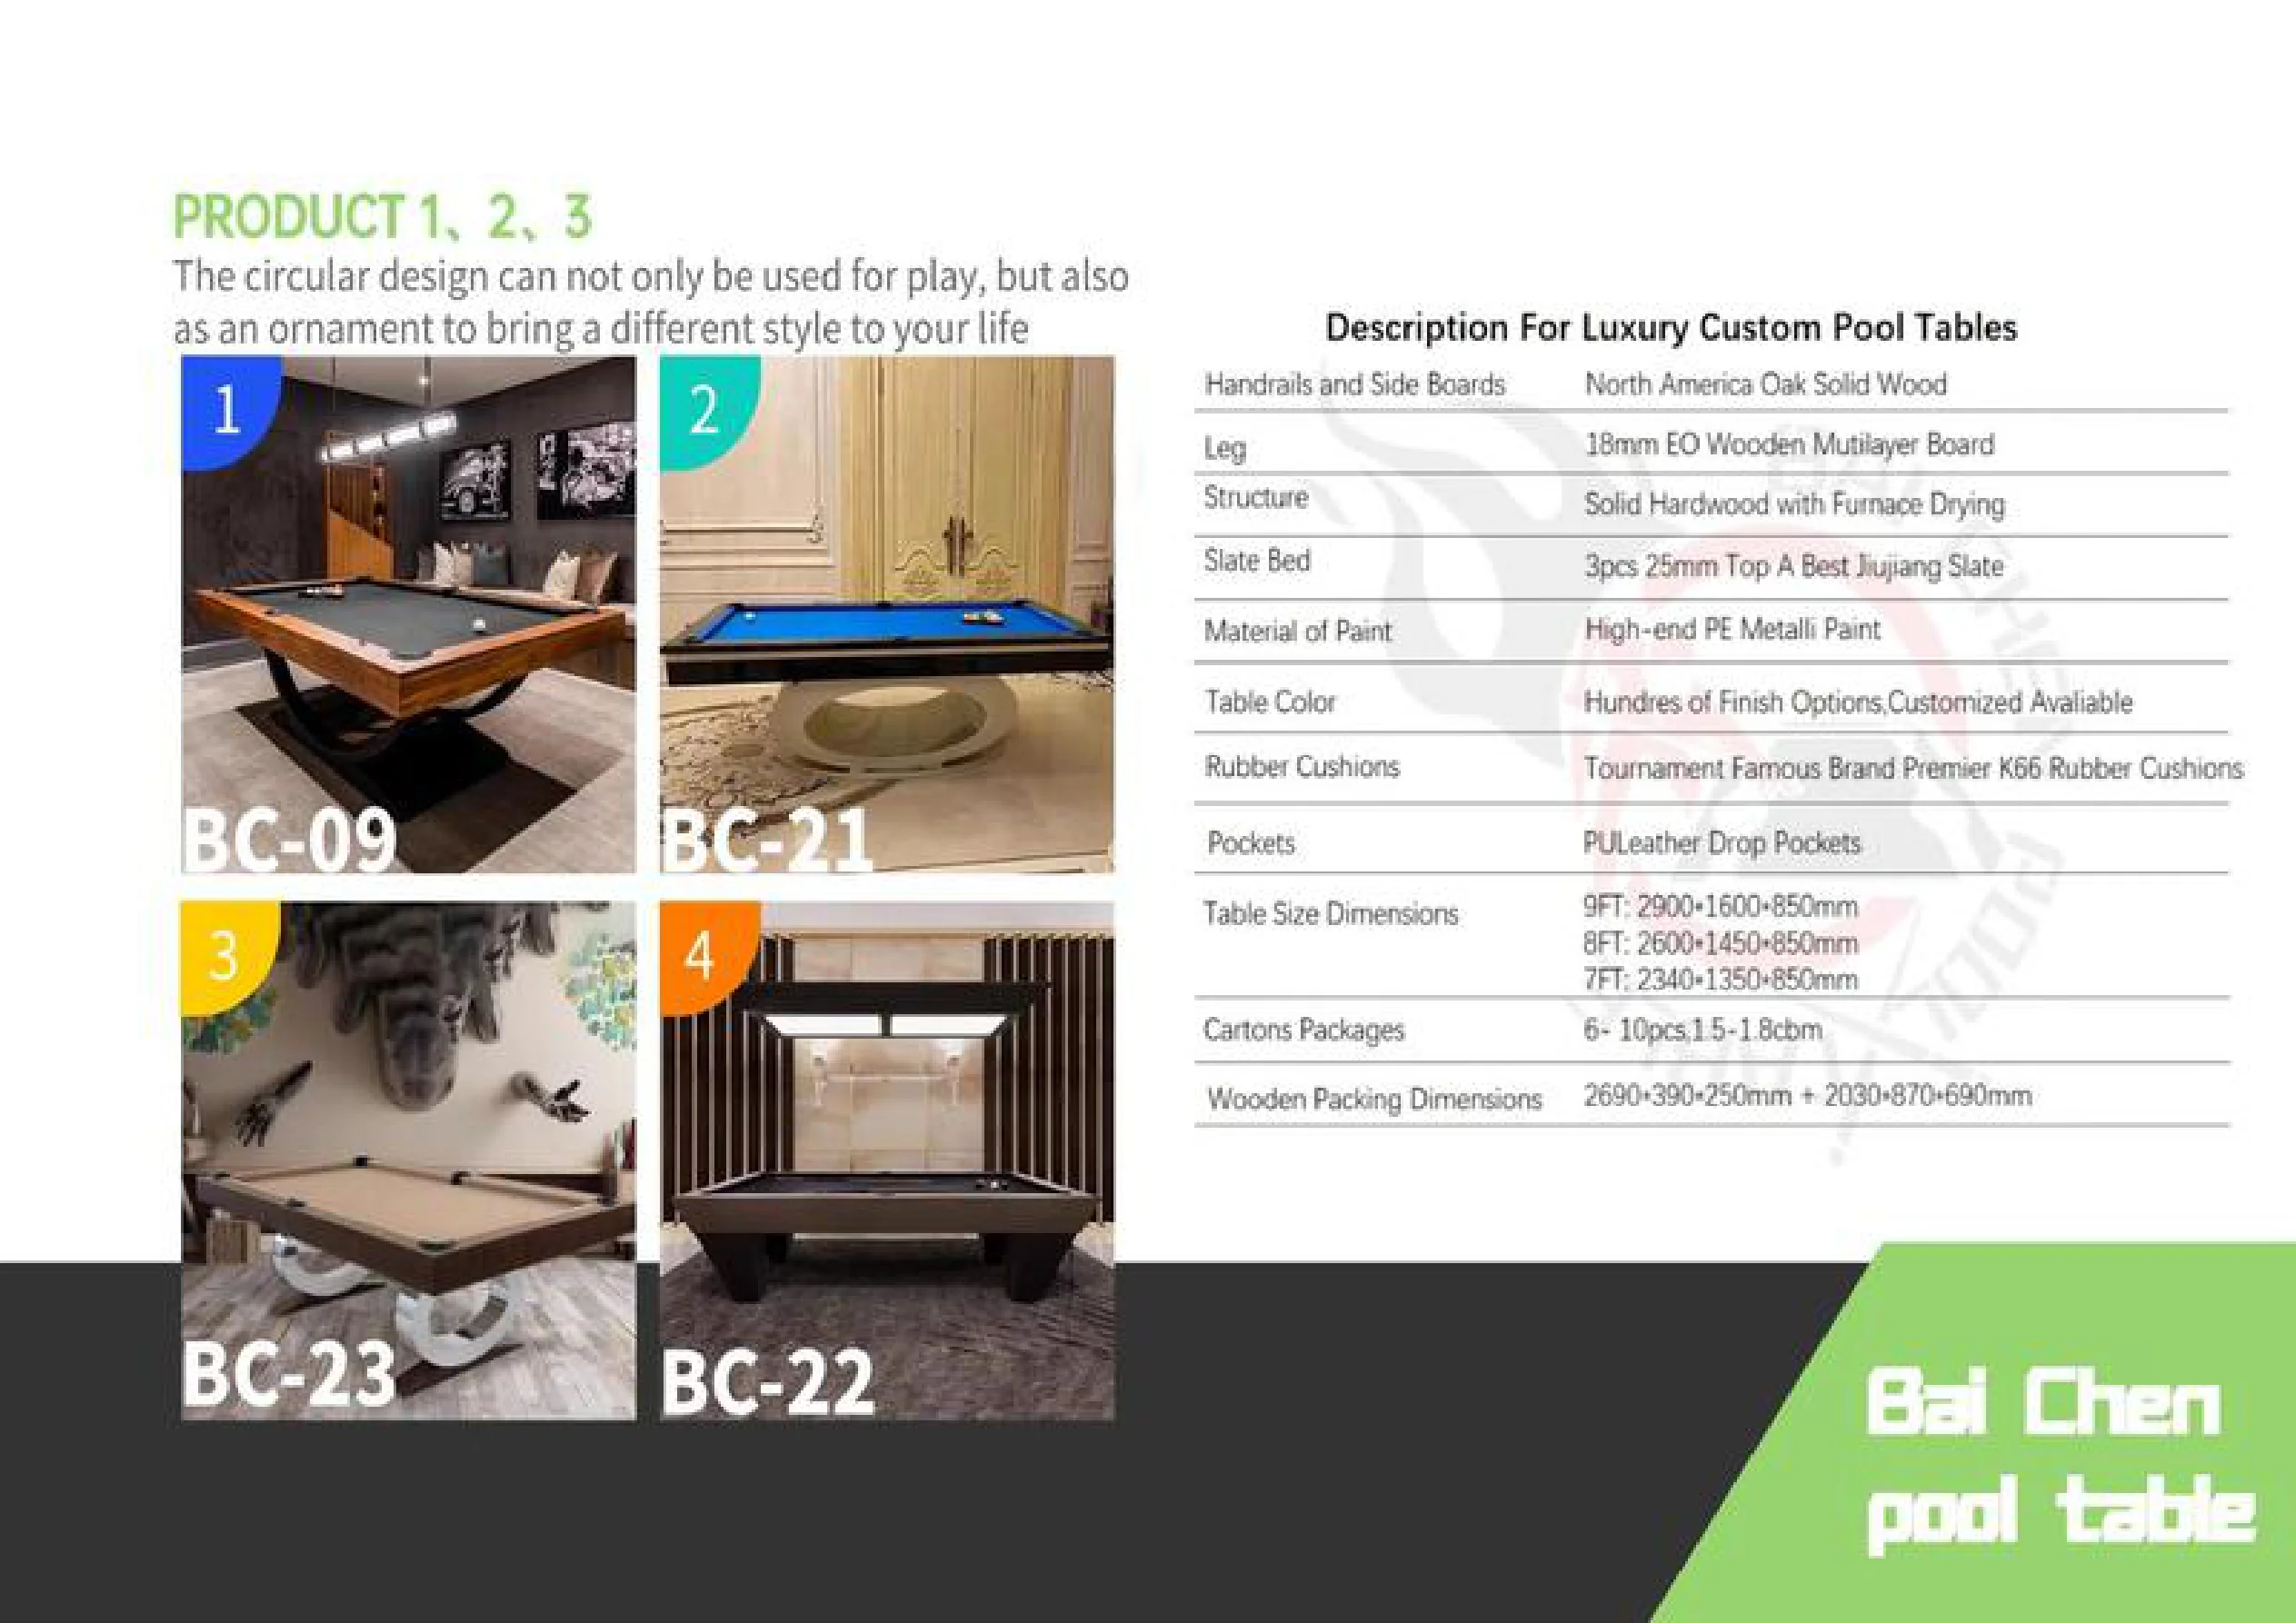 PRODUCT 1、2、3
The circular design can not only be used for play, but also
as an ornament to bring a different style to your life
1
BC-09
2
BC-21
3
BC-23
4
BC-22
Description For Luxury Custom Pool Tables
Handrails and Side Boards North America Oak Solid Wood
Leg 18mm EO Wooden Mutilayer Board
Structure Solid Hardwood with Furnace Drying
Slate Bed 3pcs 25mm Top A Best Jiujiang Slate
Material of Paint High-end PE Metalli Paint
Table Color Hundres of Finish Options,Customized Avaliable
Rubber Cushions Tournament Famous Brand Premier K66 Rubber Cushions
Pockets PULeather Drop Pockets
Table Size Dimensions 9FT: 2900*1600*850mm
8FT: 2600*1450*850mm
7FT: 2340*1350*850mm
Cartons Packages 6- 10pcs,1.5-1.8cbm
Wooden Packing Dimensions 2690*390*250mm + 2030*870*690mm
Bai Chen
pool table